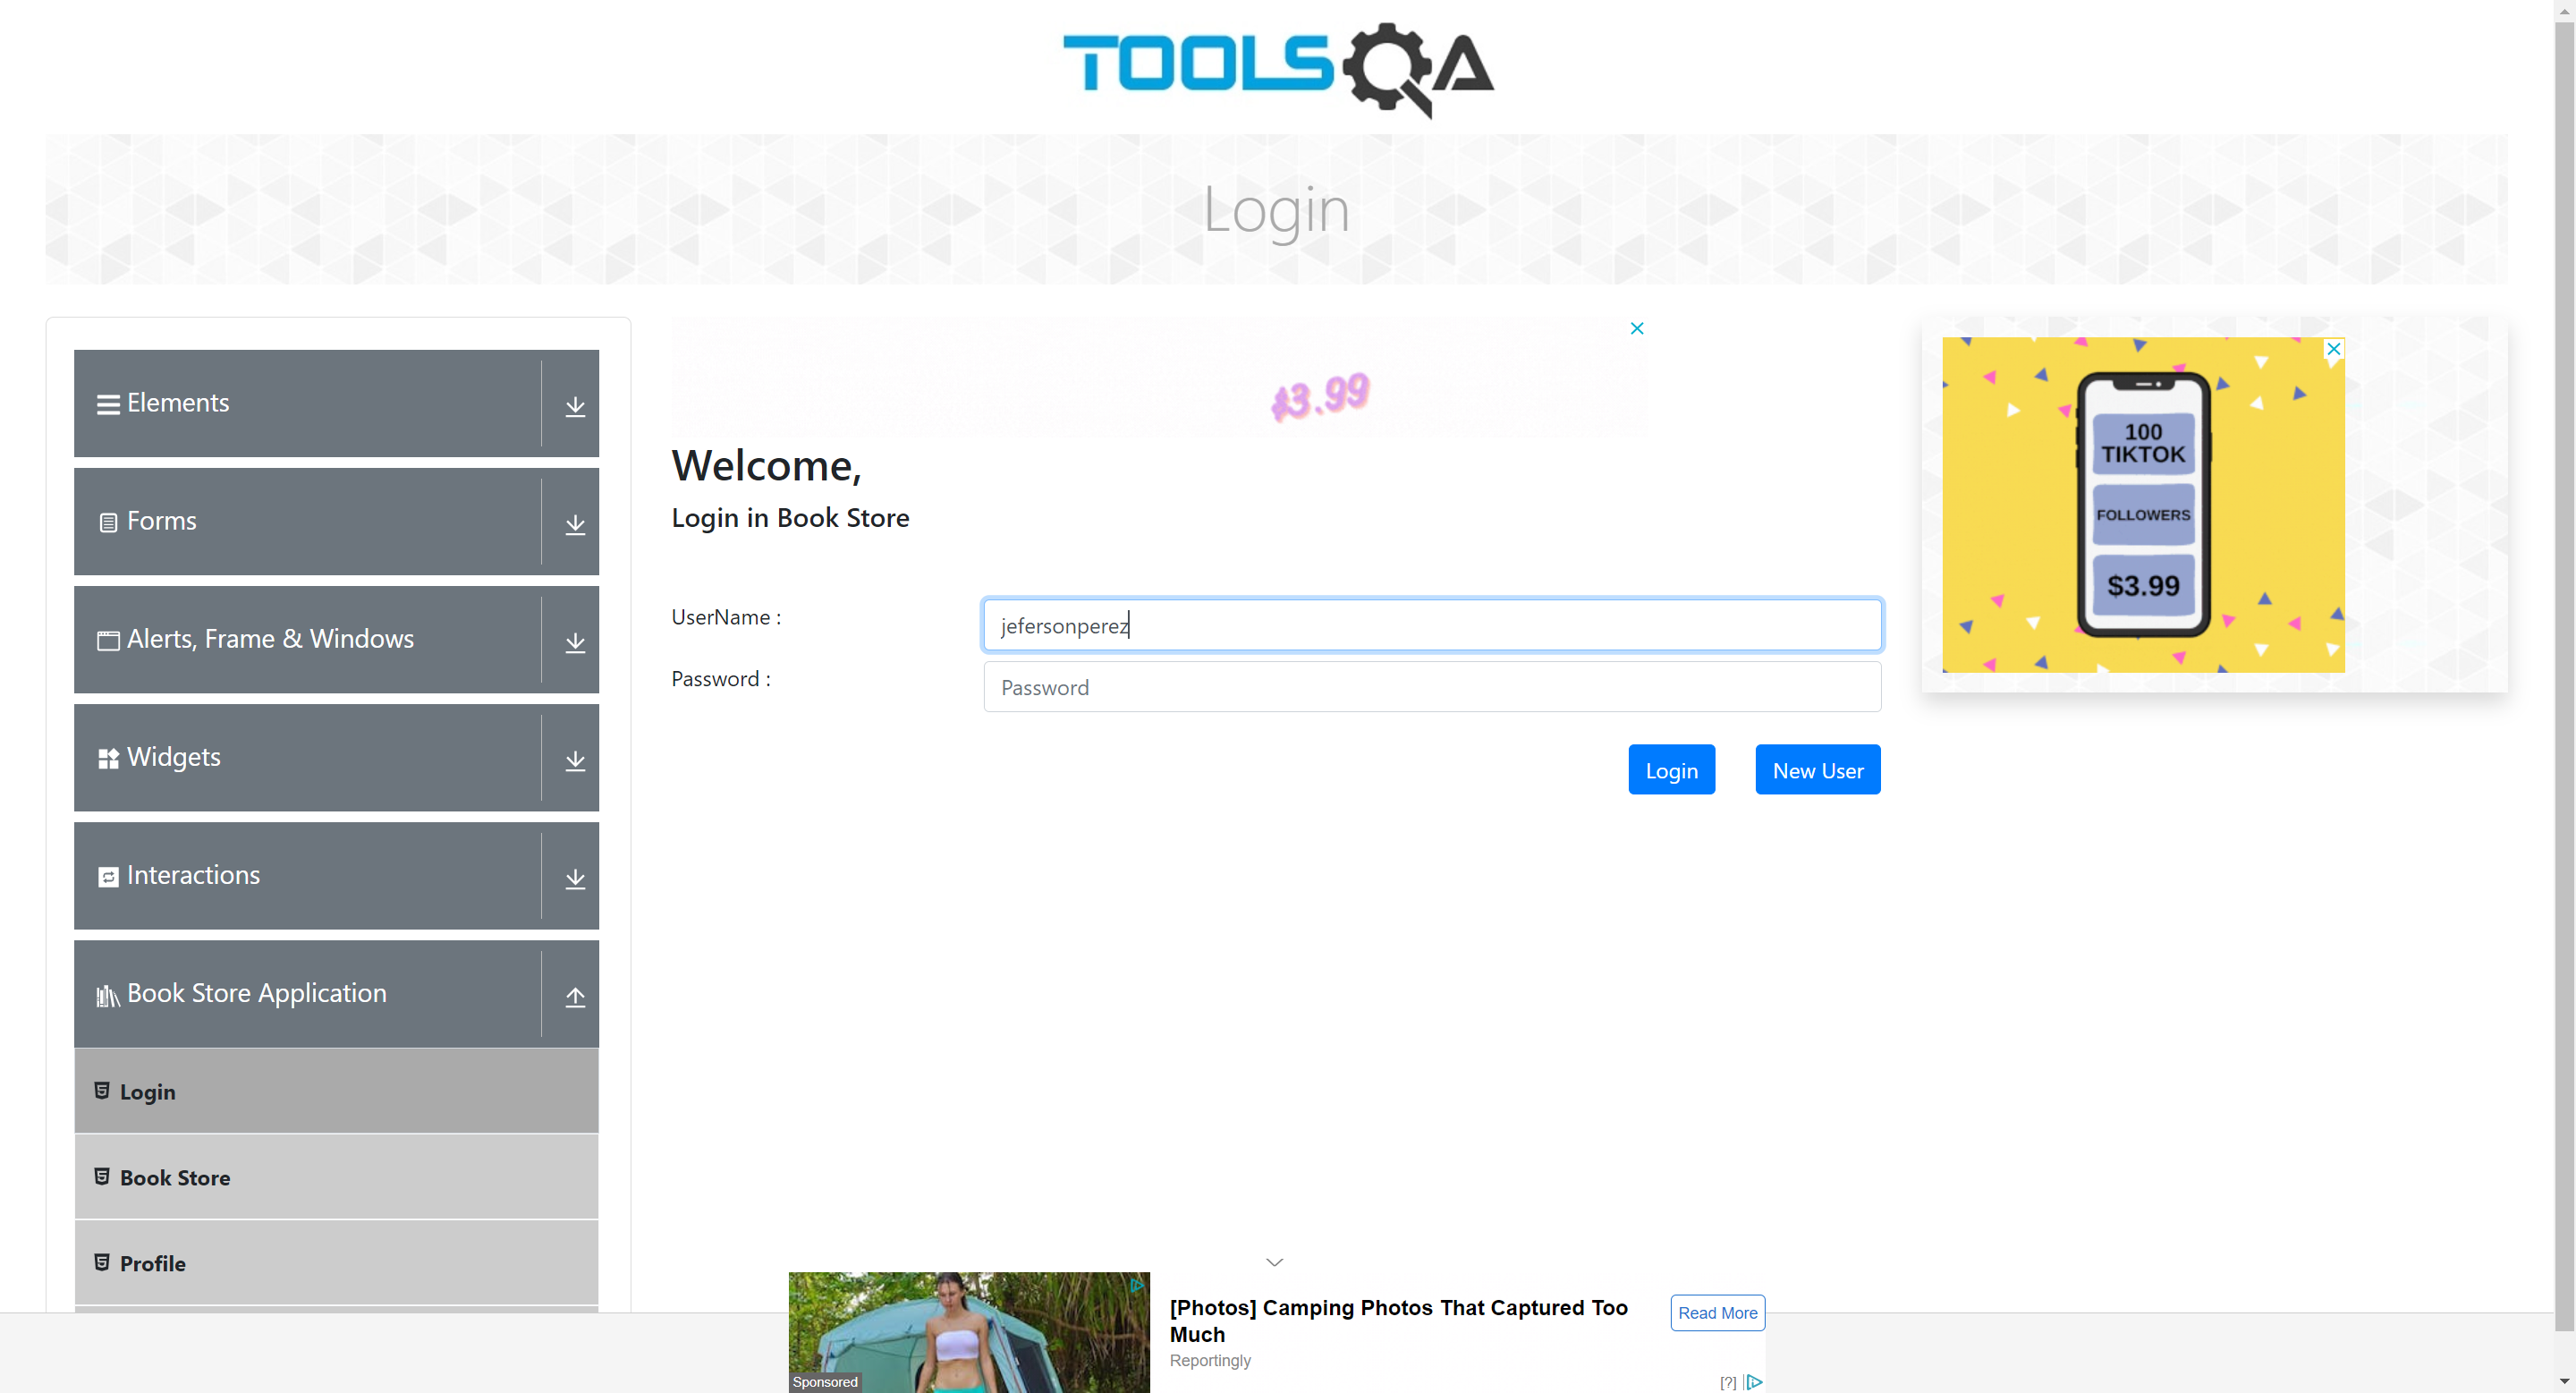 TOOLSQA
Login
Elements
Forms
Alerts, Frame & Windows
Widgets
Interactions
Book Store Application
Login
Book Store
Profile
$3.99
Welcome,
Login in Book Store
UserName :
jefersonperez
Password :
Password
Login
New User
100
TIKTOK
FOLLOWERS
$3.99
Sponsored
[Photos] Camping Photos That Captured Too
Much
Reportingly
Read More
[?]